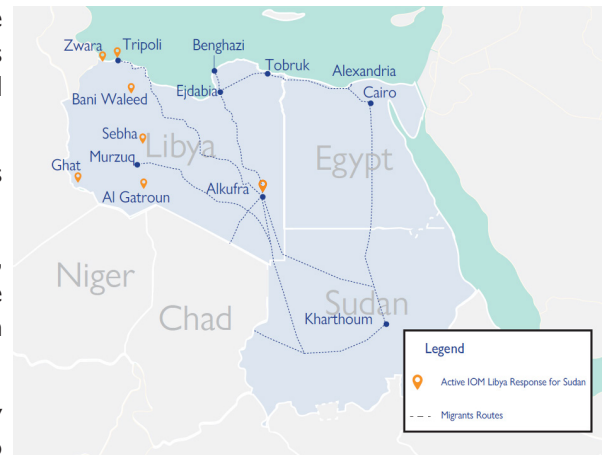 Zwara
Tripoli
Benghazi
Tobruk
Alexandria
Cairo
Ejdabia
Bani Waleed
Sebha
Libya
Egypt
Ghat
Murzuq
Al Gatroun
Alkufra
Niger
Chad
Sudan
Kharthoum
Legend
Active IOM Libya Response for Sudan
Migrants Routes